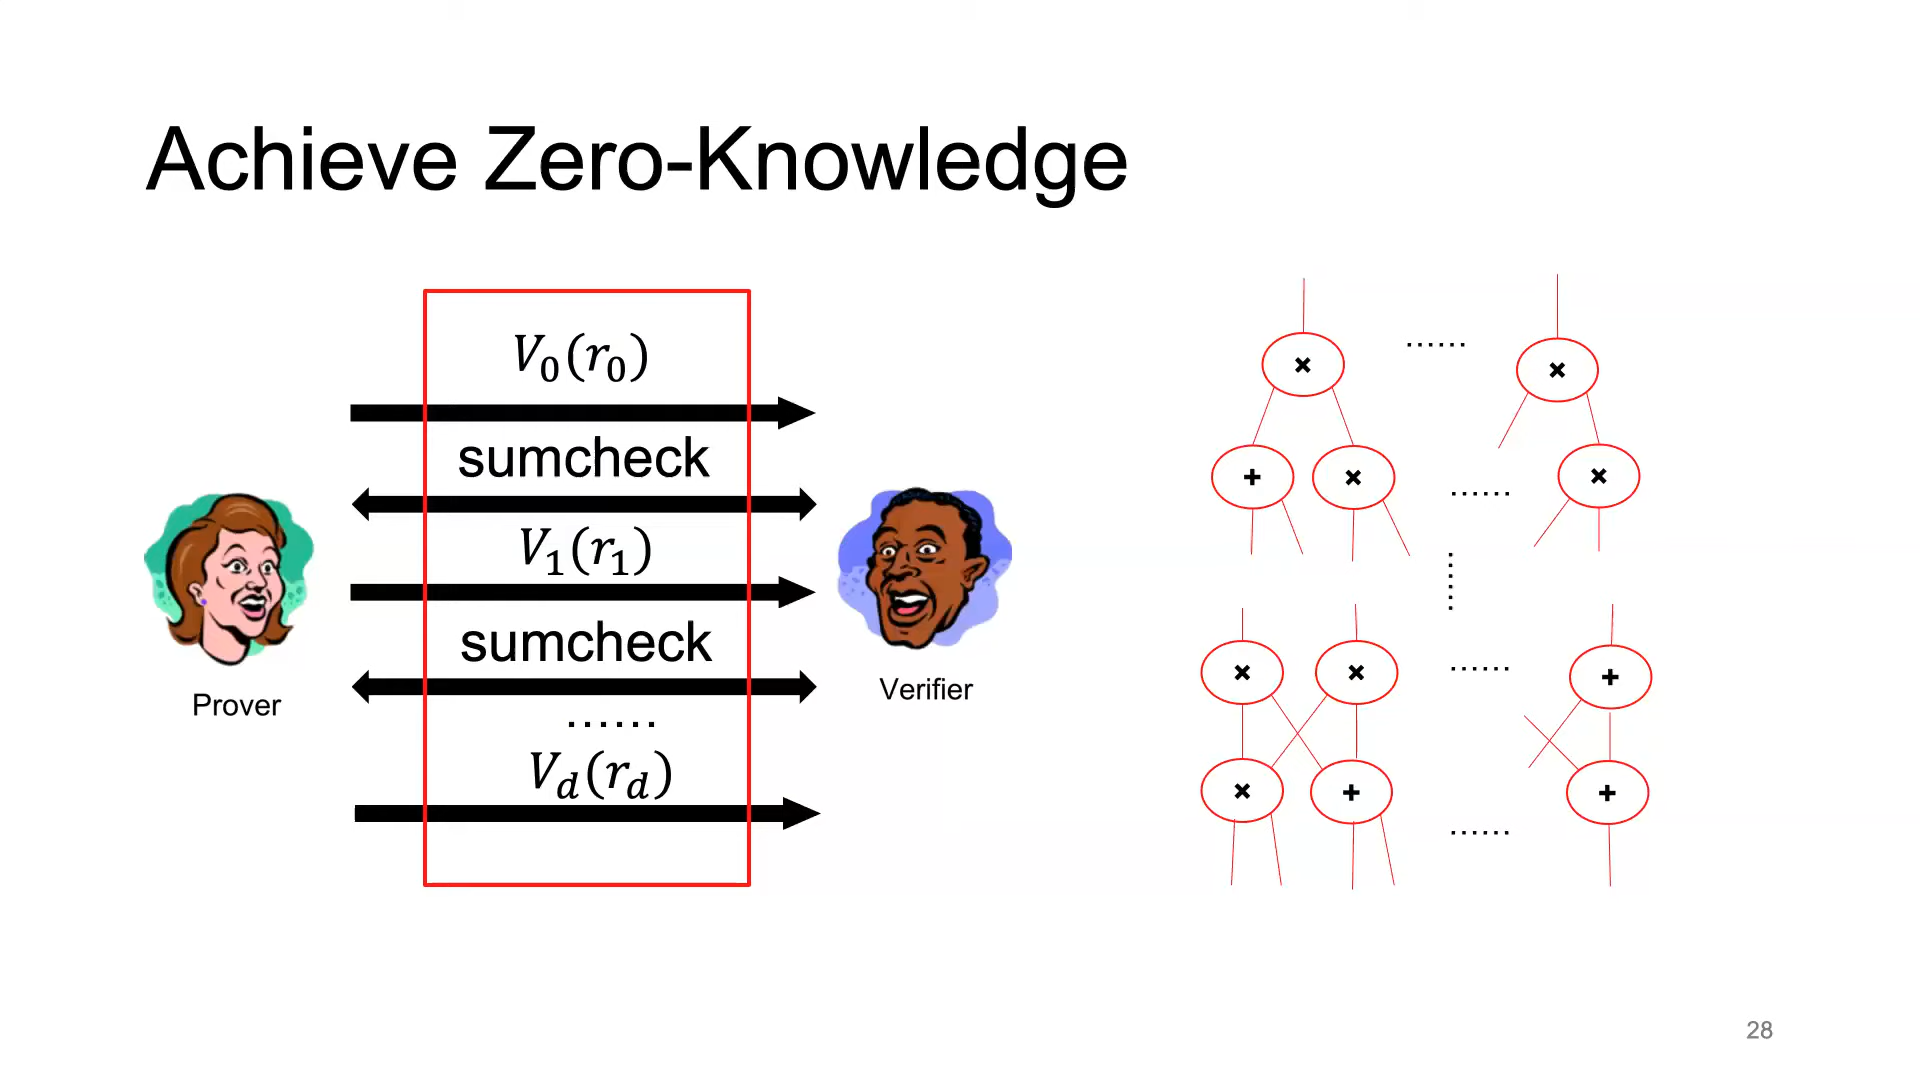 Achieve Zero-Knowledge
V₀(r₀)
sumcheck
V₁(r₁)
sumcheck
……
V_d(r_d)
Prover
Verifier
× …… ×
+ × …… ×
……
× × …… +
× + …… +
28